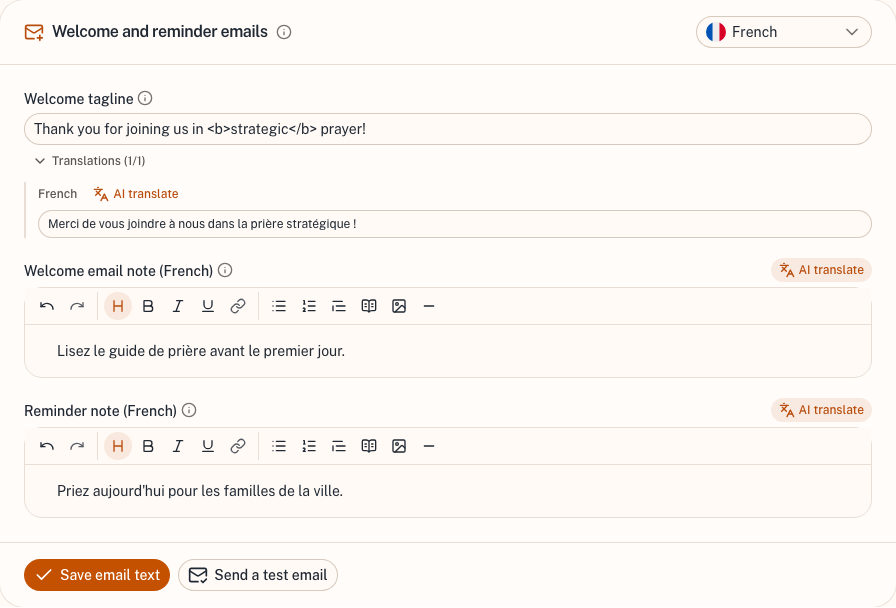 Welcome and reminder emails
French
Welcome tagline
Thank you for joining us in <b>strategic</b> prayer!
Translations (1/1)
French AI translate
Merci de vous joindre à nous dans la prière stratégique !
Welcome email note (French) AI translate
H B I U
Lisez le guide de prière avant le premier jour.
Reminder note (French) AI translate
H B I U
Priez aujourd'hui pour les familles de la ville.
Save email text Send a test email